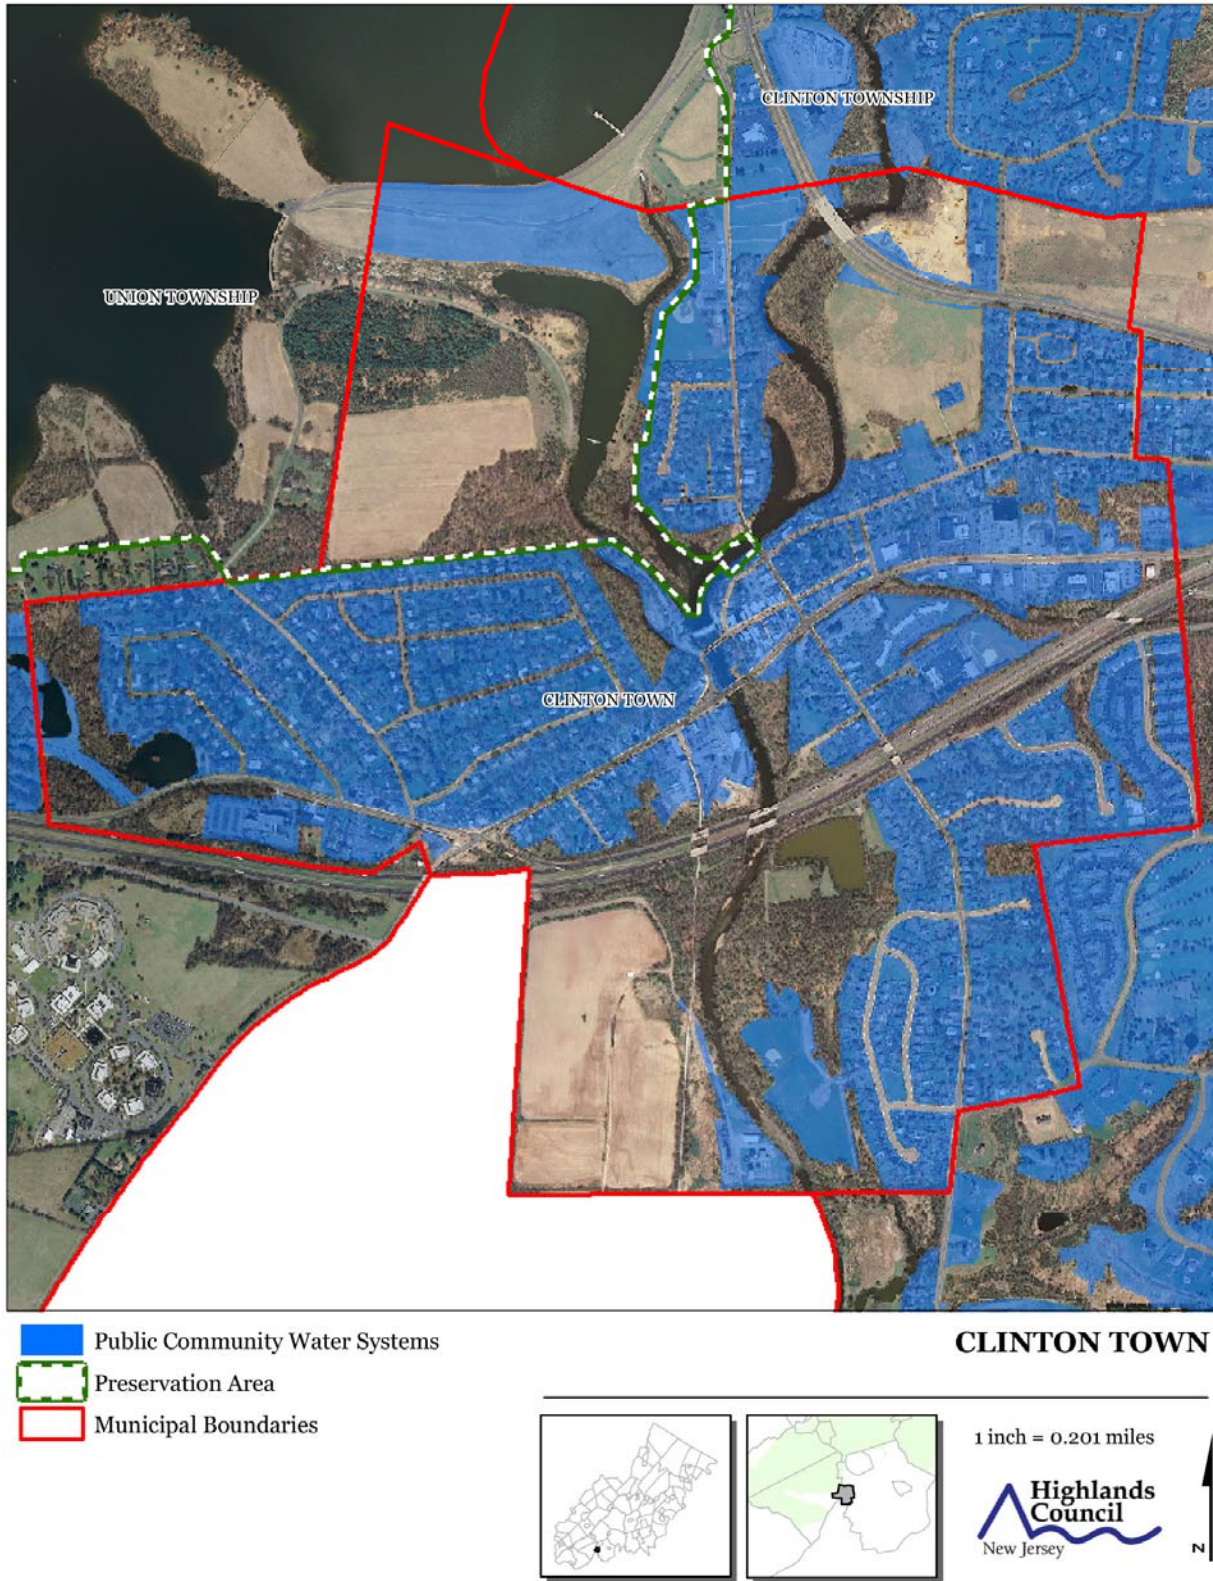 CLINTON TOWNSHIP
UNION TOWNSHIP
CLINTON TOWN
Public Community Water Systems
Preservation Area
Municipal Boundaries
CLINTON TOWN
1 inch = 0.201 miles
Highlands
Council
New Jersey
N